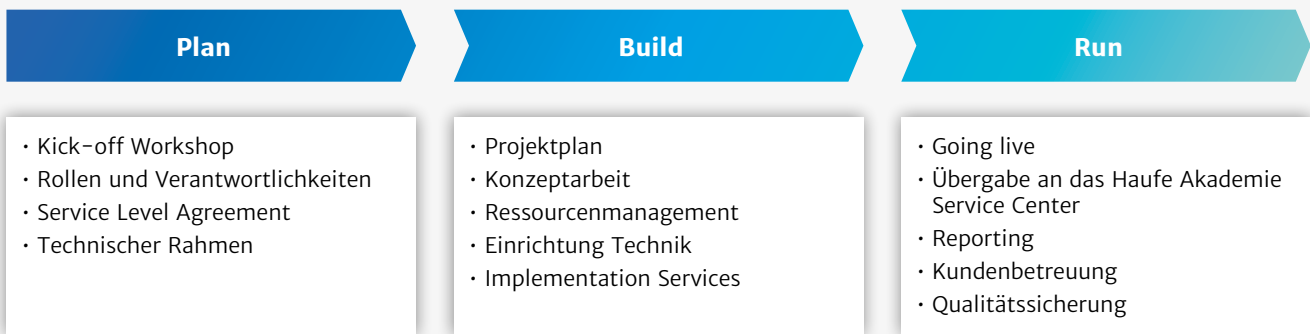 Plan
· Kick-off Workshop
· Rollen und Verantwortlichkeiten
· Service Level Agreement
· Technischer Rahmen
Build
· Projektplan
· Konzeptarbeit
· Ressourcenmanagement
· Einrichtung Technik
· Implementation Services
Run
· Going live
· Übergabe an das Haufe Akademie
Service Center
· Reporting
· Kundenbetreuung
· Qualitätssicherung